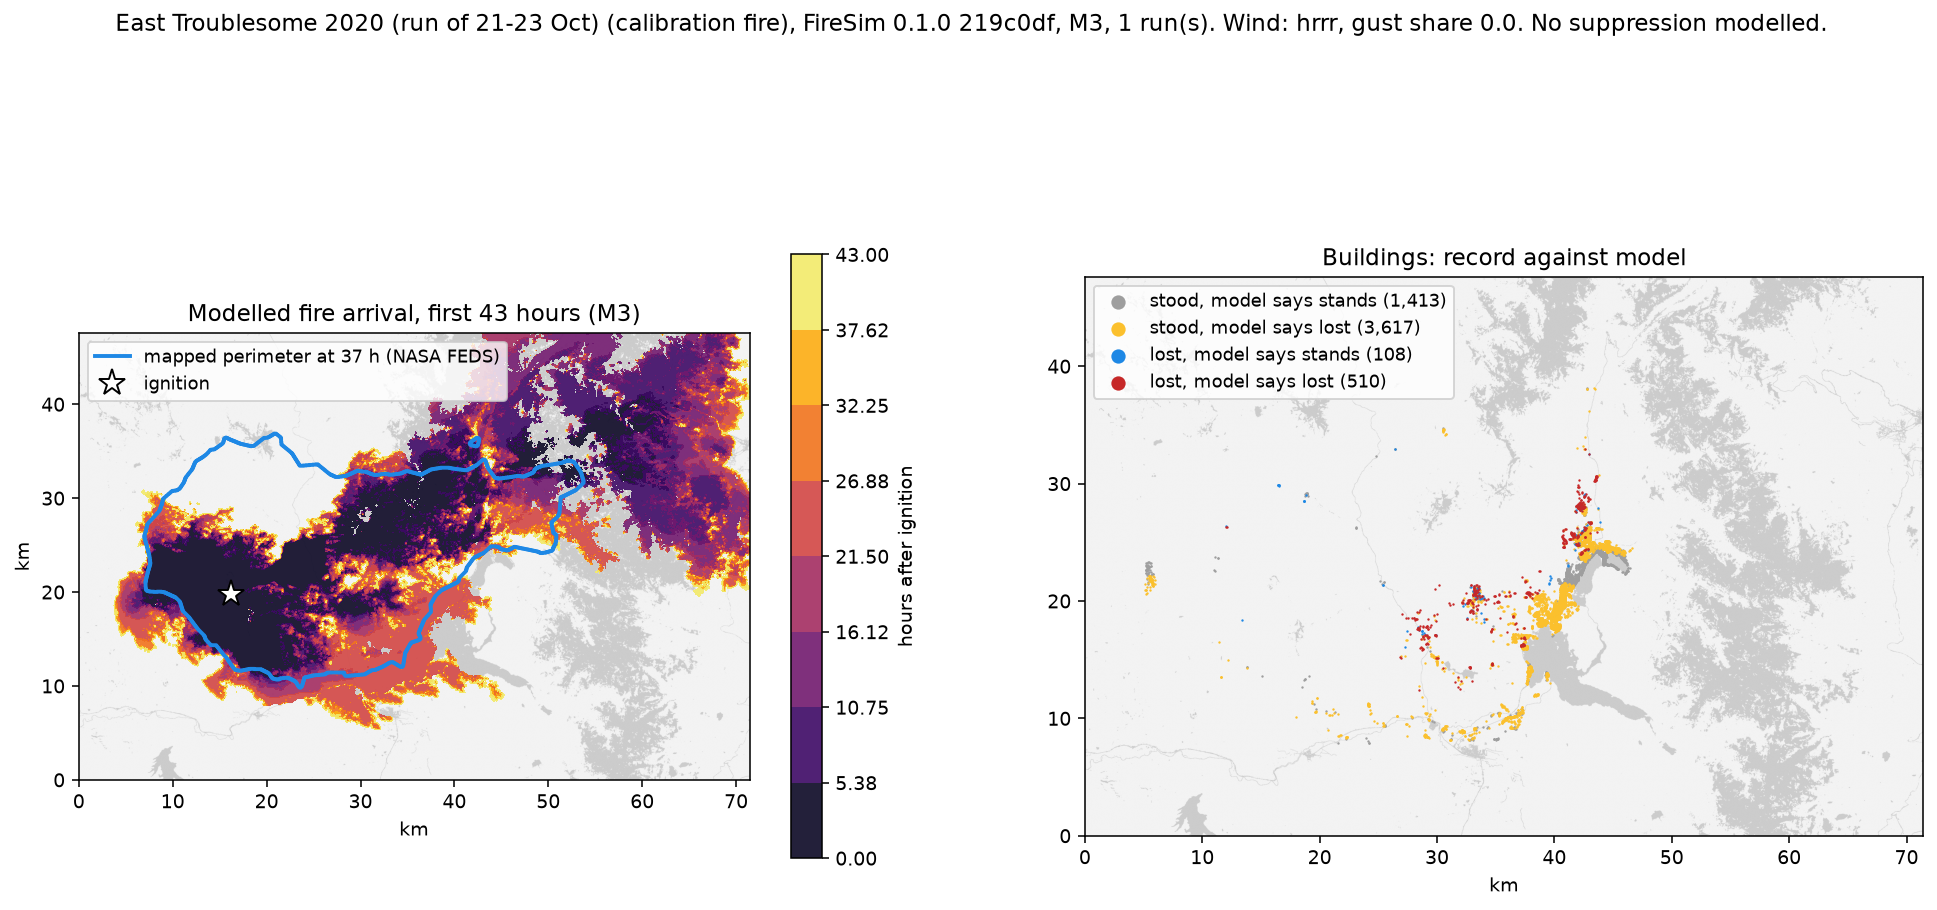 East Troublesome 2020 (run of 21-23 Oct) (calibration fire), FireSim 0.1.0 219c0df, M3, 1 run(s). Wind: hrrr, gust share 0.0. No suppression modelled.
Modelled fire arrival, first 43 hours (M3)
mapped perimeter at 37 h (NASA FEDS)
ignition
40
30
20
10
0
km
0 10 20 30 40 50 60 70
km
43.00
37.62
32.25
26.88
21.50
16.12
10.75
5.38
0.00
hours after ignition
Buildings: record against model
stood, model says stands (1,413)
stood, model says lost (3,617)
lost, model says stands (108)
lost, model says lost (510)
40
30
20
10
0
0 10 20 30 40 50 60 70
km